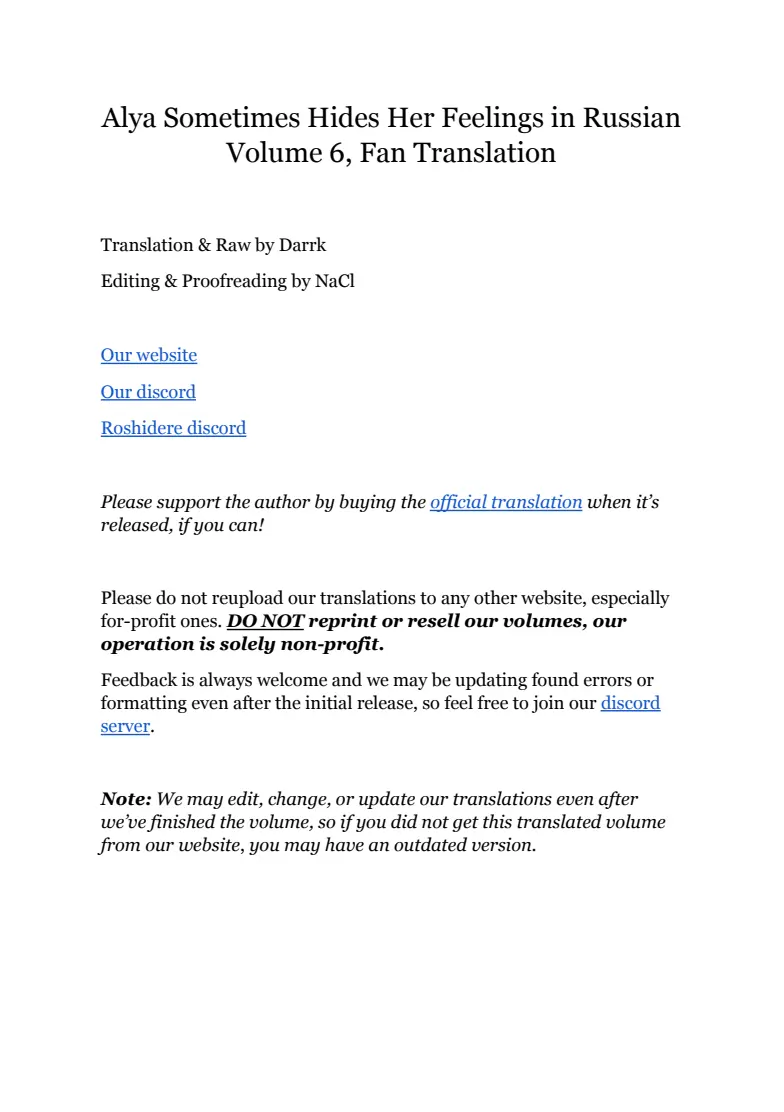 Alya Sometimes Hides Her Feelings in Russian
Volume 6, Fan Translation
Translation & Raw by Darrk
Editing & Proofreading by NaCl
Our website
Our discord
Roshidere discord
Please support the author by buying the official translation when it’s
released, if you can!
Please do not reupload our translations to any other website, especially
for-profit ones. DO NOT reprint or resell our volumes, our
operation is solely non-profit.
Feedback is always welcome and we may be updating found errors or
formatting even after the initial release, so feel free to join our discord
server.
Note: We may edit, change, or update our translations even after
we’ve finished the volume, so if you did not get this translated volume
from our website, you may have an outdated version.